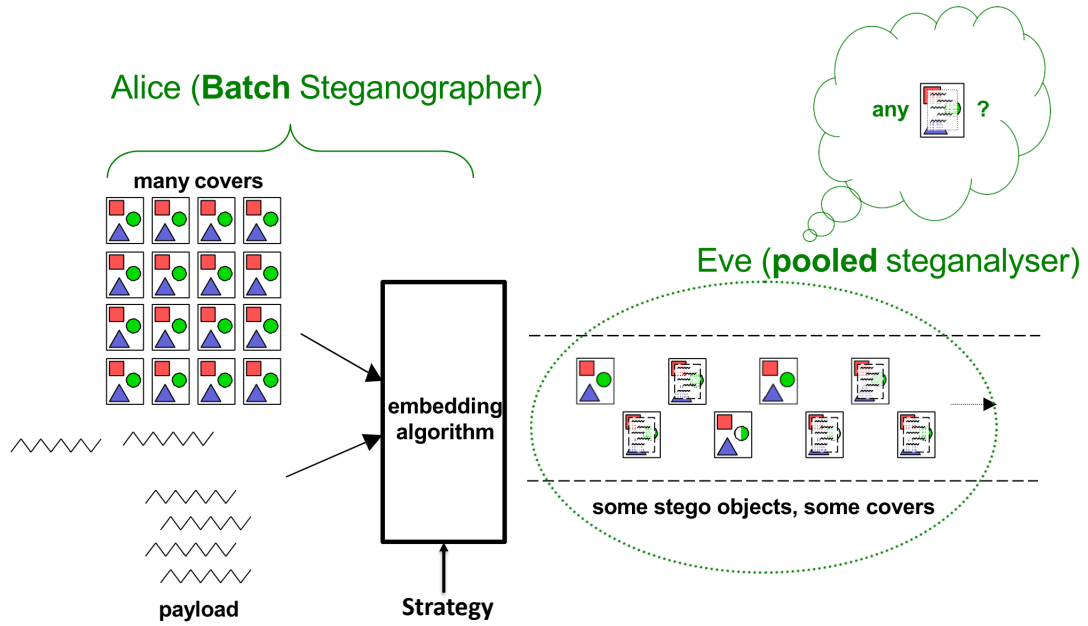 Alice (Batch Steganographer)
many covers
any ?
Eve (pooled steganalyser)
embedding
algorithm
some stego objects, some covers
payload
Strategy